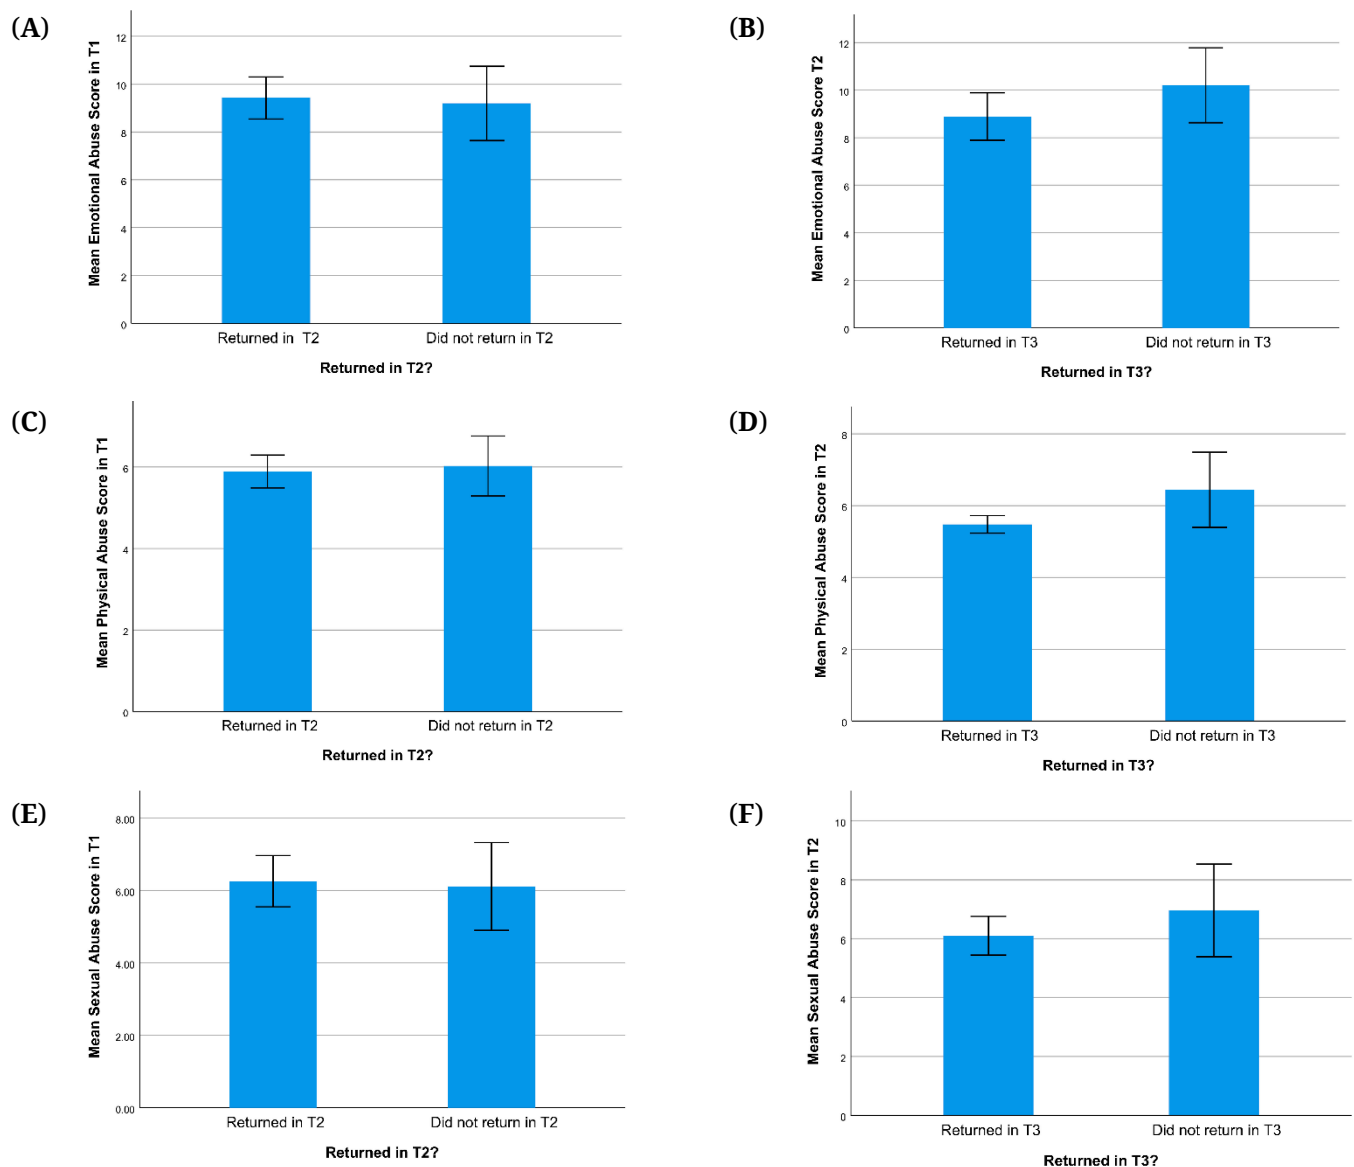 (A)
Mean Emotional Abuse Score in T1
12
10
8
6
4
2
0
Returned in T2
Did not return in T2
Returned in T2?
(B)
Mean Emotional Abuse Score T2
12
10
8
6
4
2
0
Returned in T3
Did not return in T3
Returned in T3?
(C)
Mean Physical Abuse Score in T1
6
4
2
0
Returned in T2
Did not return in T2
Returned in T2?
(D)
Mean Physical Abuse Score in T2
8
6
4
2
0
Returned in T3
Did not return in T3
Returned in T3?
(E)
Mean Sexual Abuse Score in T1
8.00
6.00
4.00
2.00
0.00
Returned in T2
Did not return in T2
Returned in T2?
(F)
Mean Sexual Abuse Score in T2
10
8
6
4
2
0
Returned in T3
Did not return in T3
Returned in T3?